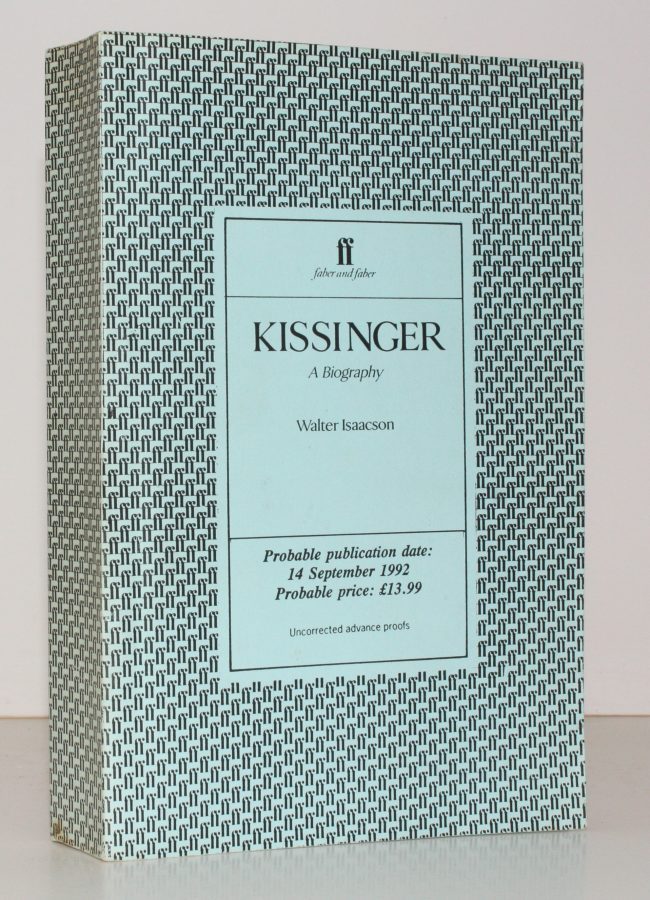 ff
faber and faber
KISSINGER
A Biography
Walter Isaacson
Probable publication date:
14 September 1992
Probable price: £13.99
Uncorrected advance proofs